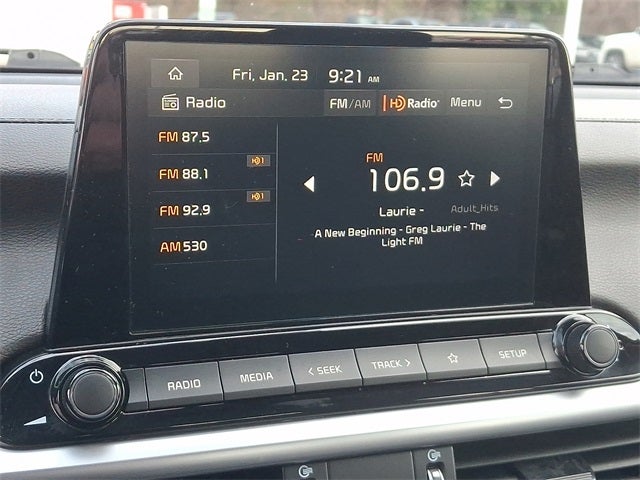 Fri, Jan. 23 9:21 AM
Radio FM/AM HD Radio Menu
FM 87.5
HD1
FM 88.1
HD1
FM 92.9
AM 530
FM
106.9
Laurie - Adult_Hits
A New Beginning - Greg Laurie - The
Light FM
RADIO MEDIA < SEEK TRACK > SETUP